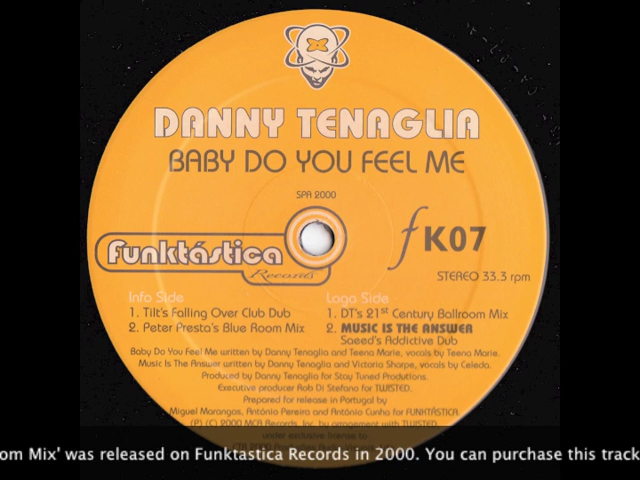 DANNY TENAGLIA
BABY DO YOU FEEL ME
SPA 2000
Funktástica
Records
fK07
STEREO 33.3 rpm
Info Side
1. Tilt's Falling Over Club Dub
2. Peter Presta's Blue Room Mix
Logo Side
1. DT's 21st Century Ballroom Mix
2. MUSIC IS THE ANSWER
Saeed's Addictive Dub
Baby Do You Feel Me written by Danny Tenaglia and Teena Marie, vocals by Teena Marie.
Music Is The Answer written by Danny Tenaglia and Victoria Sharpe, vocals by Celeda.
Produced by Danny Tenaglia for Stay Tuned Produtions.
Executive producer Rob Di Stefano for TWISTED.
Prepared for release in Portugal by
Miguel Marangas, António Pereira and António Cunha for FUNKTÁSTICA
(P) (C) 2000 MCA Records, Inc. by arrangement with TWISTED
under exclusive license to
om Mix' was released on Funktastica Records in 2000. You can purchase this track